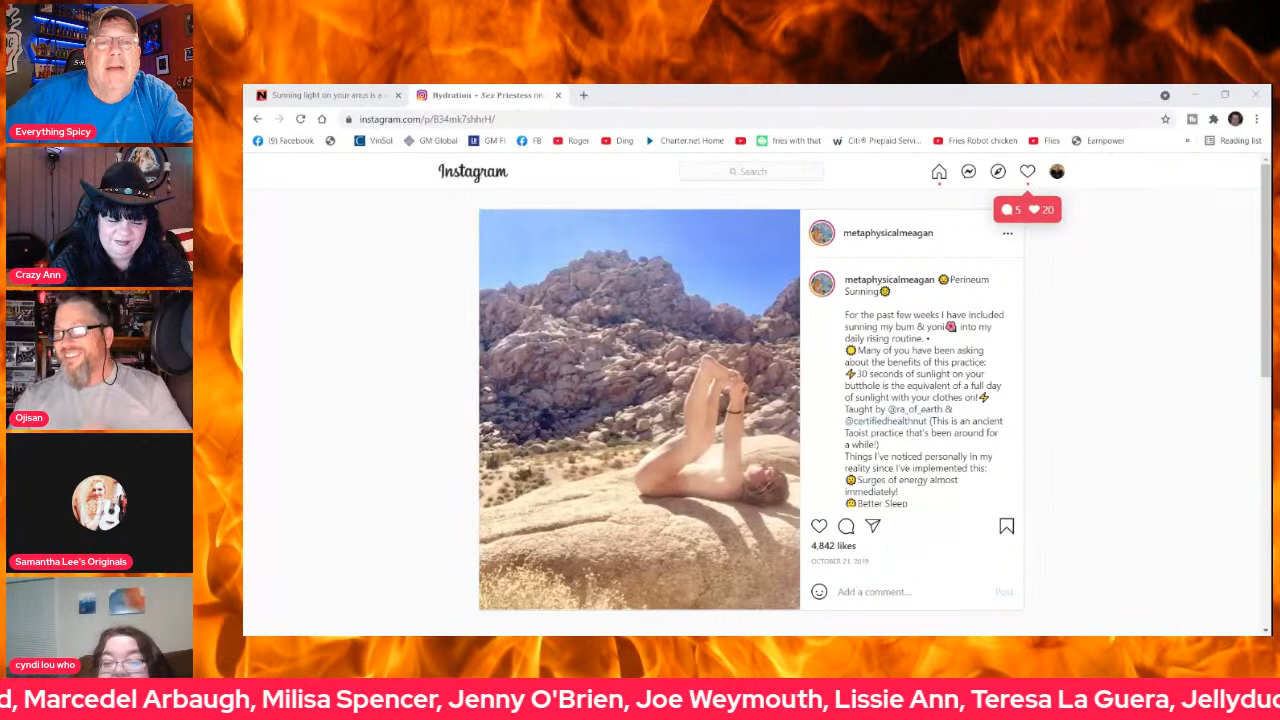 Everything Spicy
Crazy Ann
Ojisan
Samantha Lee's Originals
cyndi lou who
Sunning light on your anus is a
Hydration + Sex Priestess on
instagram.com/p/B34mk7shhrH/
(9) Facebook
VinSol
GM Global
GM Fi
FB
Roger
Ding
Charter.net Home
fries with that
Citi® Prepaid Servi...
Fries Robot chicken
Flies
Earnpower
»
Reading list
Instagram
Search
5 20
metaphysicalmeagan
metaphysicalmeagan 🌞Perineum
Sunning🌞
For the past few weeks I have included
sunning my bum & yoni🌺 into my
daily rising routine. •
🌞Many of you have been asking
about the benefits of this practice:
⚡30 seconds of sunlight on your
butthole is the equivalent of a full day
of sunlight with your clothes on!⚡
Taught by @ra_of_earth &
@certifiedhealthnut (This is an ancient
Taoist practice that's been around for
a while!)
Things I've noticed personally In my
reality since I've implemented this:
🌞Surges of energy almost
immediately!
🌞Better Sleep
4,842 likes
OCTOBER 21, 2019
Add a comment...
Post
d, Marcedel Arbaugh, Milisa Spencer, Jenny O'Brien, Joe Weymouth, Lissie Ann, Teresa La Guera, Jellyduc